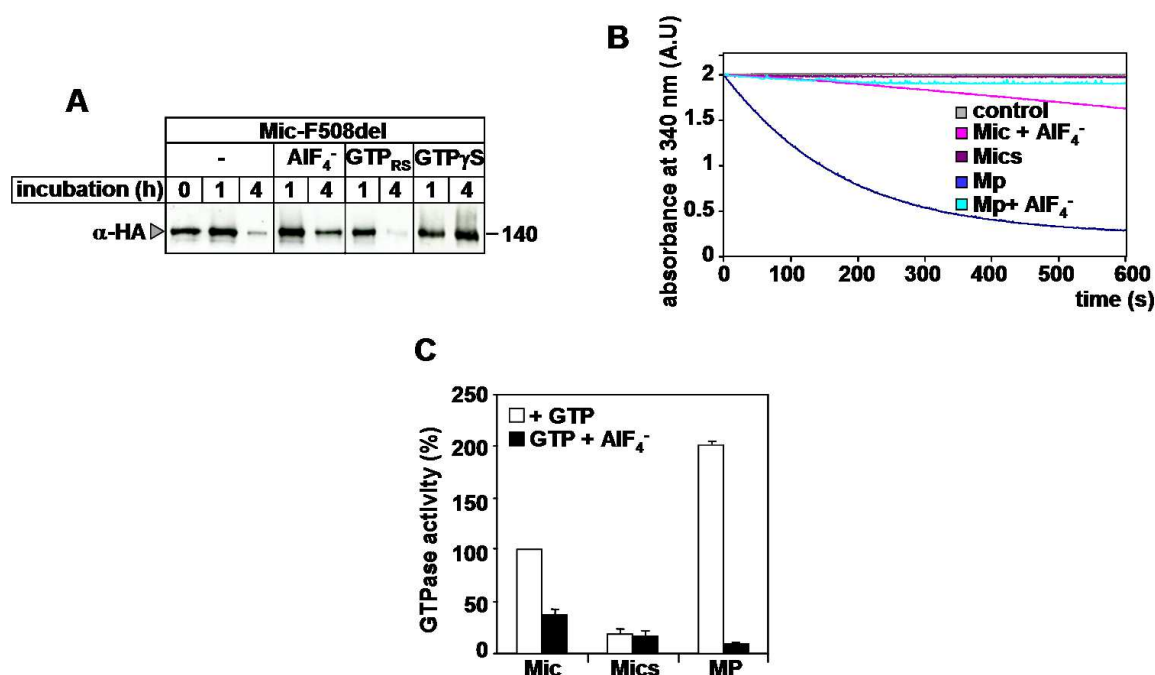 A
Mic-F508del
- AlF₄⁻ GTP_RS GTPγS
incubation (h) 0 1 4 1 4 1 4 1 4
α-HA –140
B
absorbance at 340 nm (A.U)
2
1.5
1
0.5
0
0 100 200 300 400 500 600
time (s)
control
Mic + AlF₄⁻
Mics
Mp
Mp+ AlF₄⁻
C
GTPase activity (%)
250
200
150
100
50
0
+ GTP
GTP + AlF₄⁻
Mic Mics MP